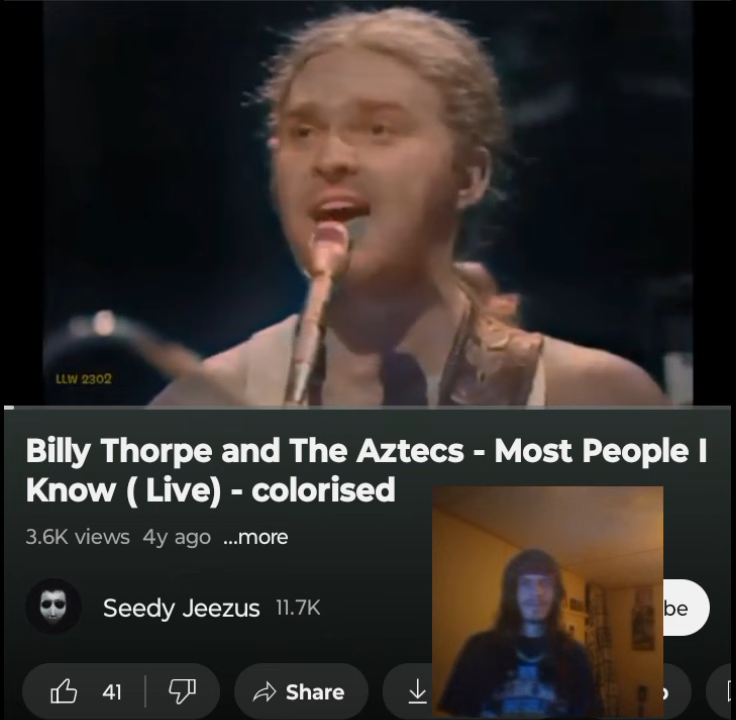 LLW 2302
Billy Thorpe and The Aztecs - Most People I
Know ( Live) - colorised
3.6K views 4y ago ...more
Seedy Jeezus 11.7K
be
41 Share